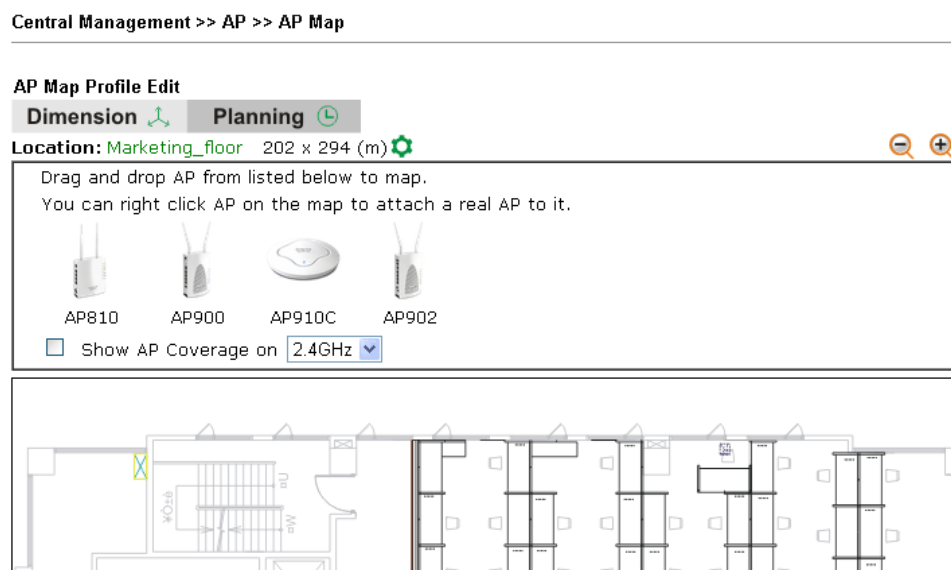 Central Management >> AP >> AP Map
AP Map Profile Edit
Dimension Planning
Location: Marketing_floor 202 x 294 (m)
Drag and drop AP from listed below to map.
You can right click AP on the map to attach a real AP to it.
AP810 AP900 AP910C AP902
Show AP Coverage on 2.4GHz